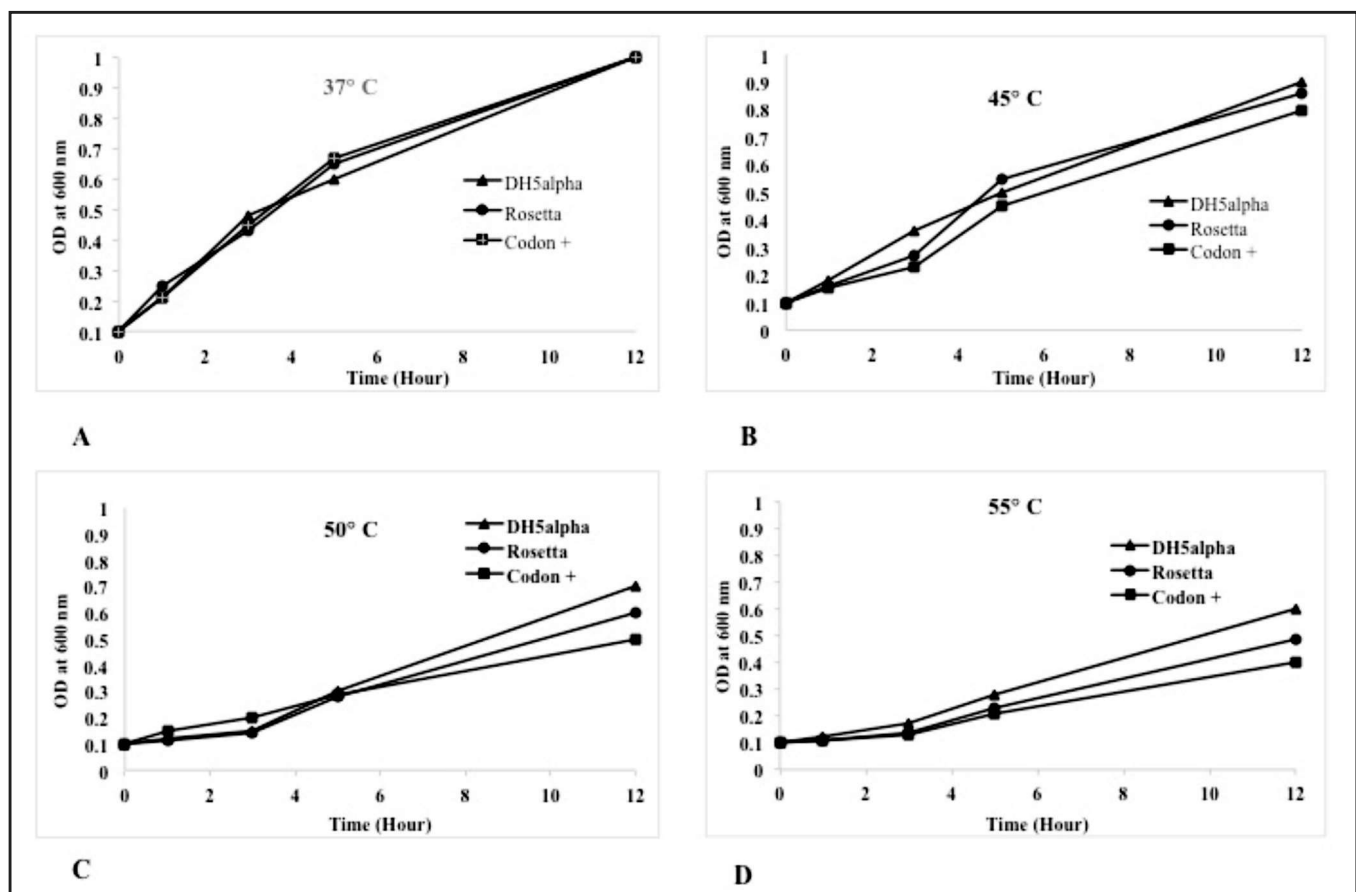 37° C
OD at 600 nm
1
0.9
0.8
0.7
0.6
0.5
0.4
0.3
0.2
0.1
DH5alpha
Rosetta
Codon +
0 2 4 6 8 10 12
Time (Hour)
A
45° C
OD at 600 nm
1
0.9
0.8
0.7
0.6
0.5
0.4
0.3
0.2
0.1
0
DH5alpha
Rosetta
Codon +
0 2 4 6 8 10 12
Time (Hour)
B
50° C
OD at 600 nm
1
0.9
0.8
0.7
0.6
0.5
0.4
0.3
0.2
0.1
0
DH5alpha
Rosetta
Codon +
0 2 4 6 8 10 12
Time (Hour)
C
55° C
OD at 600 nm
1
0.9
0.8
0.7
0.6
0.5
0.4
0.3
0.2
0.1
0
DH5alpha
Rosetta
Codon +
0 2 4 6 8 10 12
Time (Hour)
D